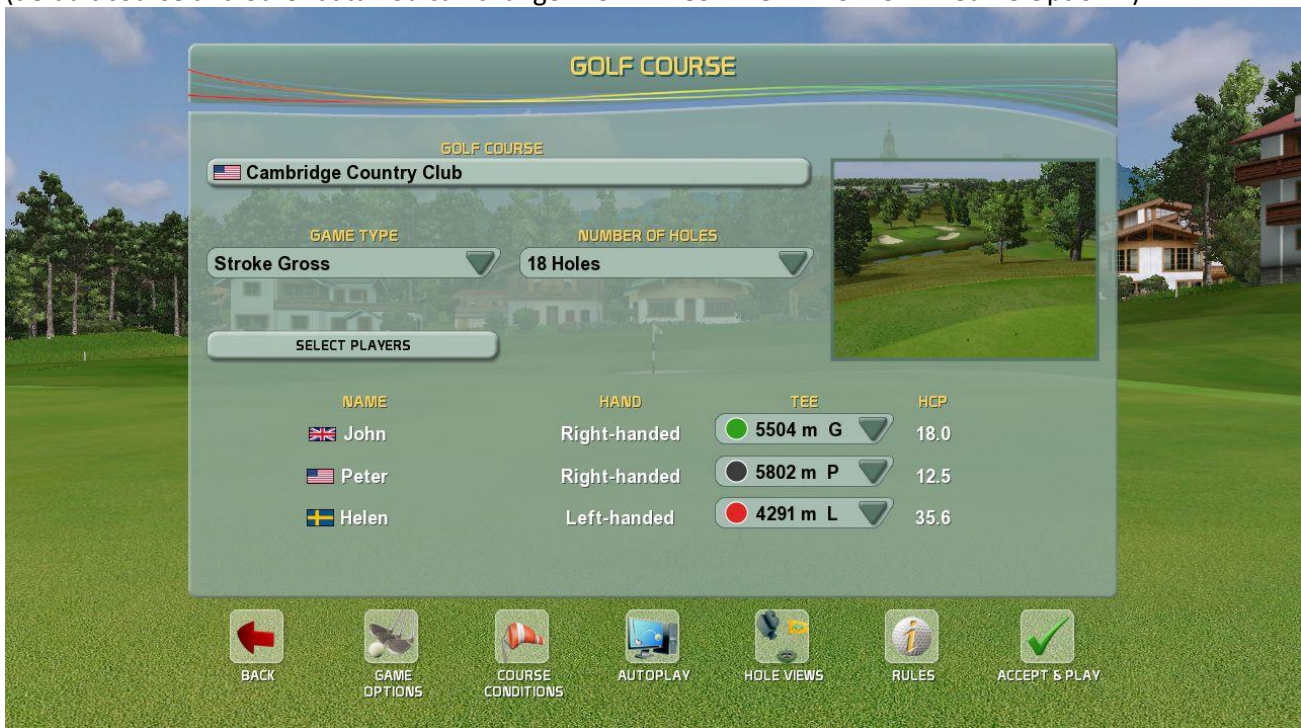 GOLF COURSE
GOLF COURSE
Cambridge Country Club
GAME TYPE NUMBER OF HOLES
Stroke Gross 18 Holes
SELECT PLAYERS
NAME HAND TEE HCP
John Right-handed 5504 m G 18.0
Peter Right-handed 5802 m P 12.5
Helen Left-handed 4291 m L 35.6
BACK GAME OPTIONS COURSE CONDITIONS AUTOPLAY HOLE VIEWS RULES ACCEPT & PLAY